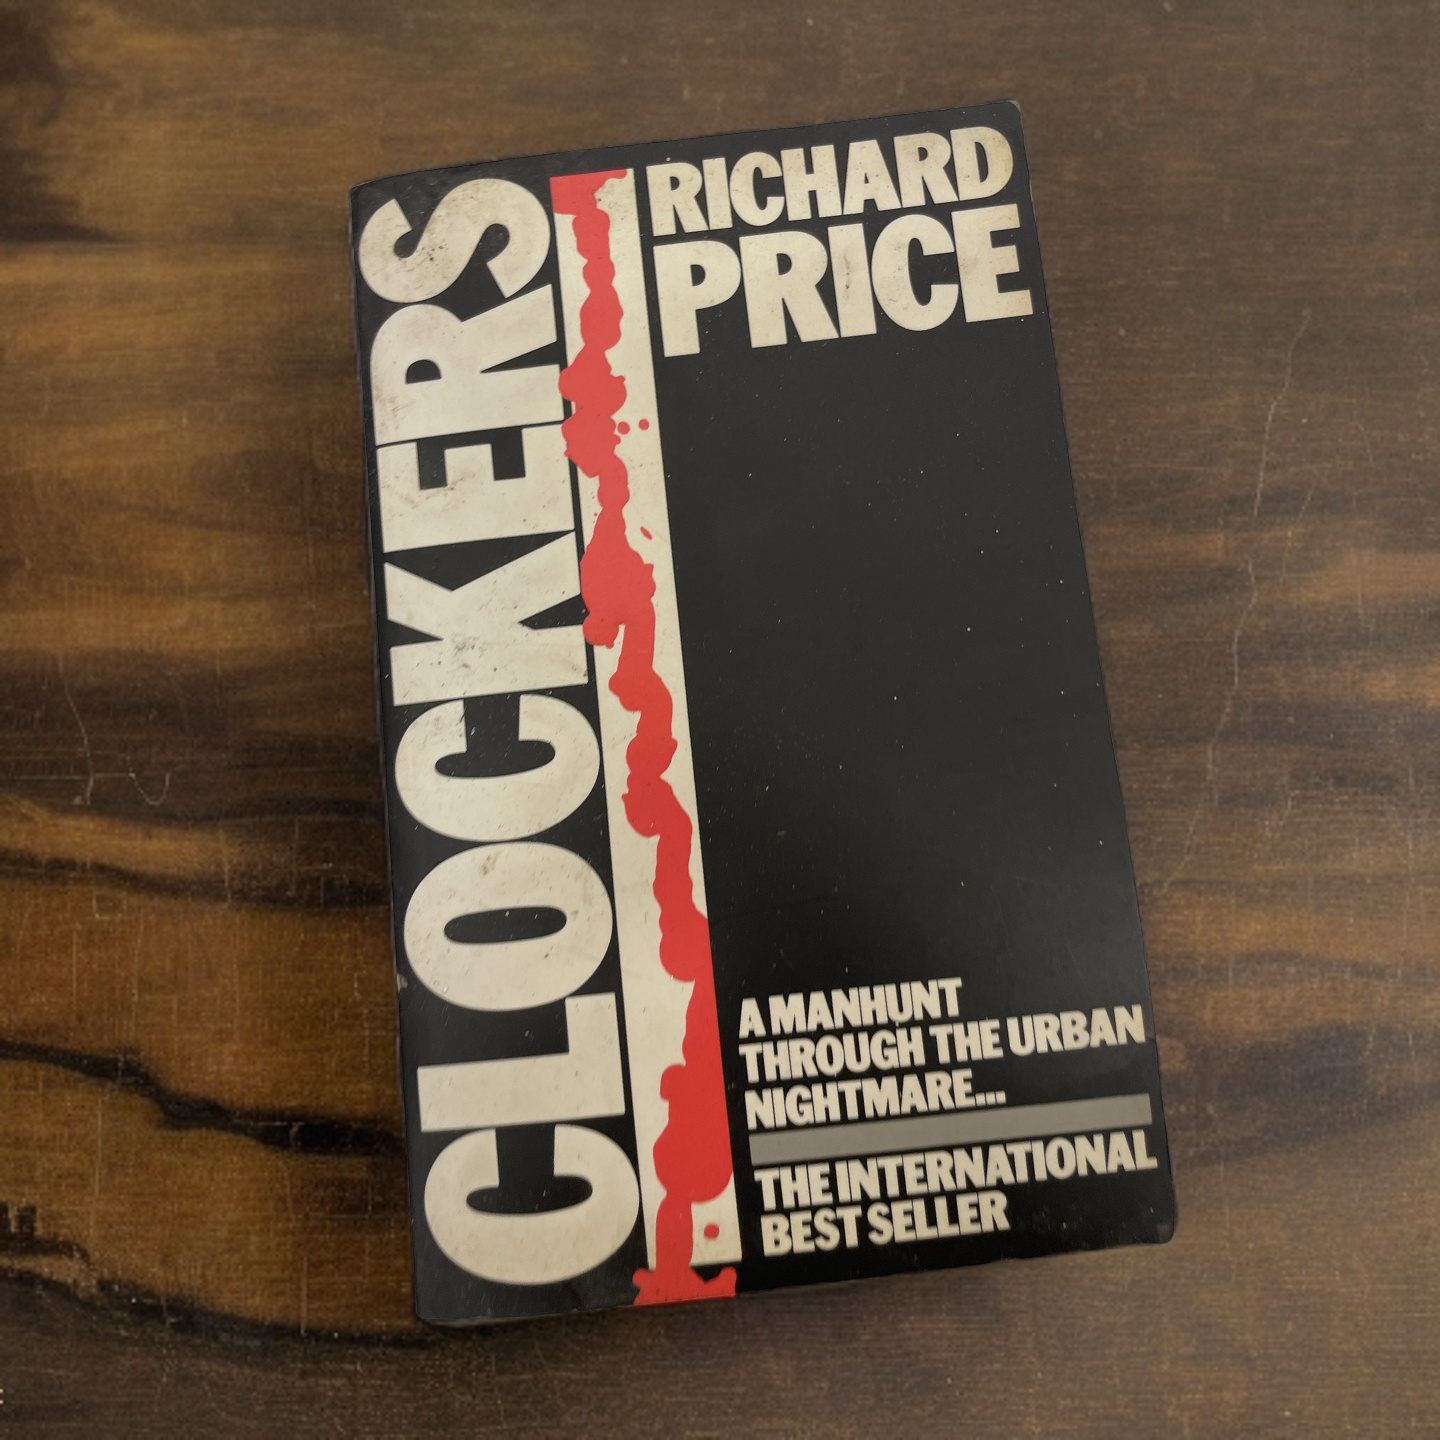 CLOCKERS
RICHARD
PRICE
A MANHUNT
THROUGH THE URBAN
NIGHTMARE...
THE INTERNATIONAL
BEST SELLER